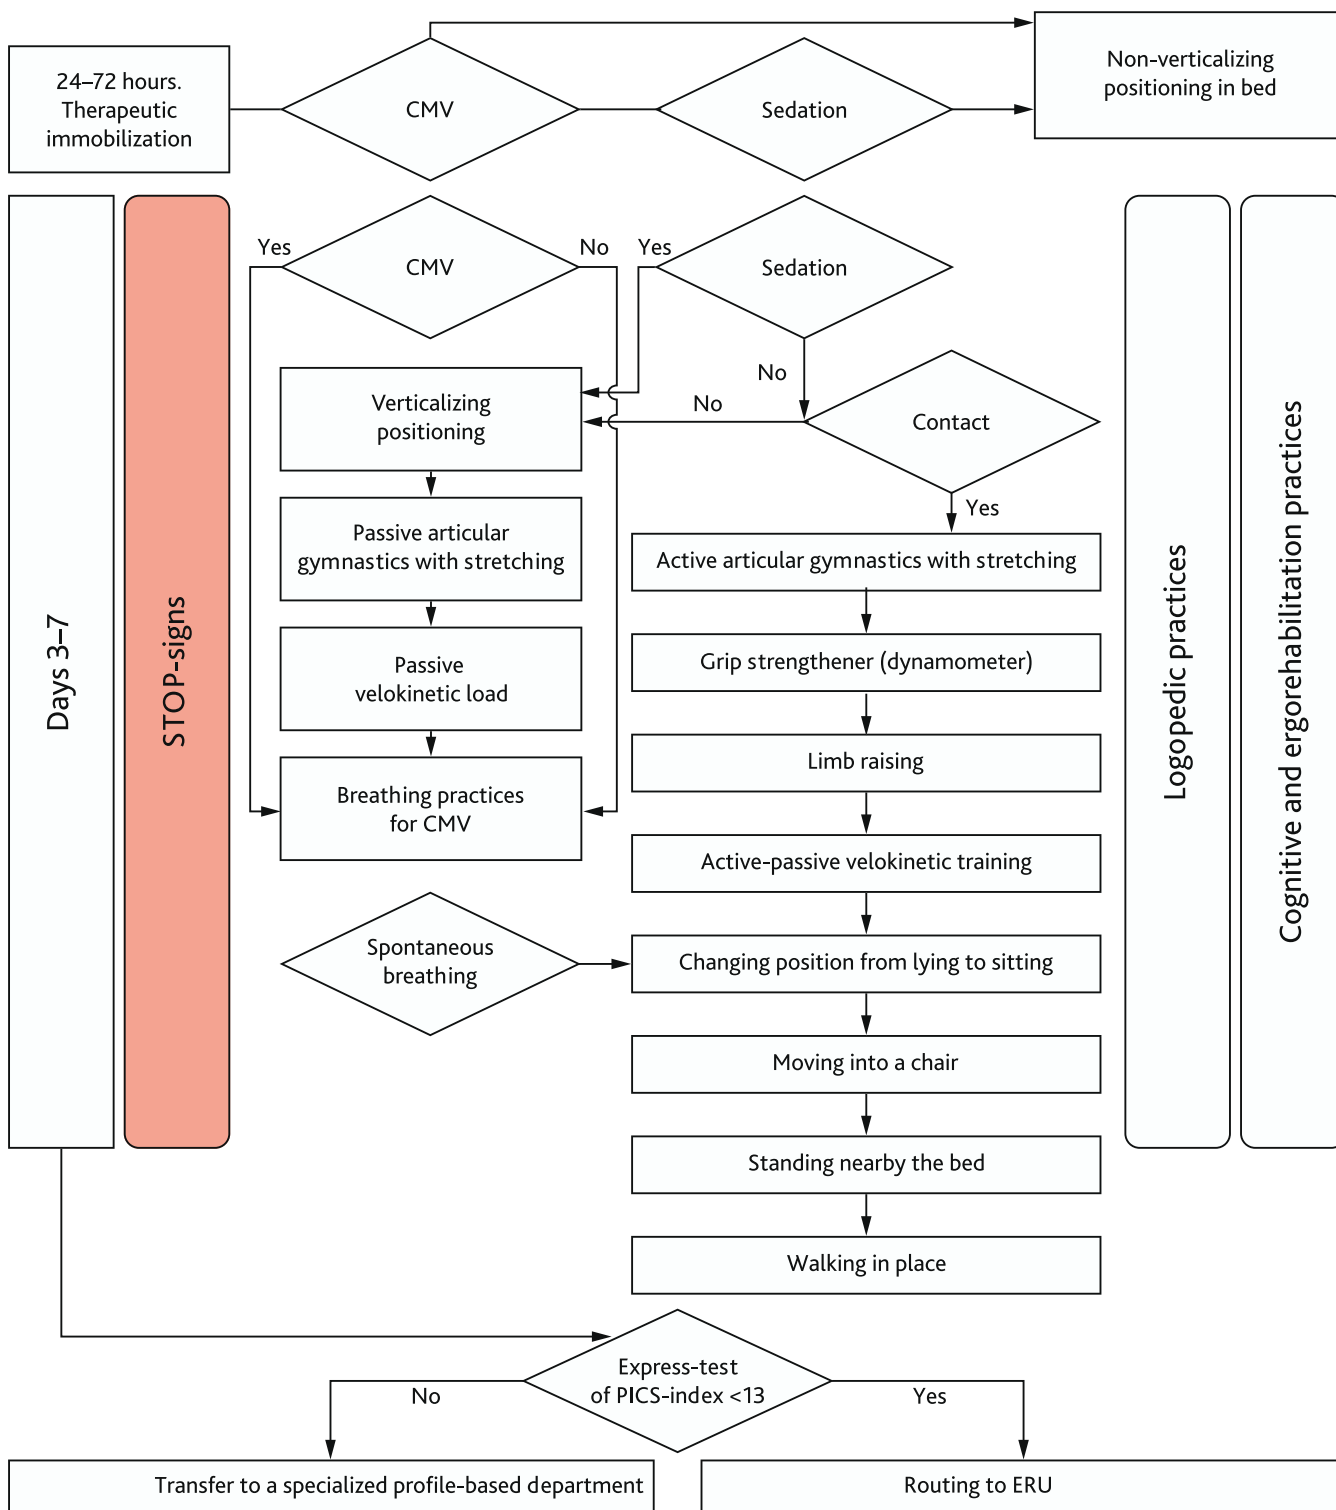 24–72 hours.
Therapeutic
immobilization
CMV
Sedation
Non-verticalizing
positioning in bed
Days 3–7
STOP-signs
Yes
CMV
No
Yes
Sedation
No
No
Contact
Yes
Verticalizing
positioning
Passive articular
gymnastics with stretching
Passive
velokinetic load
Breathing practices
for CMV
Spontaneous
breathing
Active articular gymnastics with stretching
Grip strengthener (dynamometer)
Limb raising
Active-passive velokinetic training
Changing position from lying to sitting
Moving into a chair
Standing nearby the bed
Walking in place
Logopedic practices
Cognitive and ergorehabilitation practices
Express-test
of PICS-index <13
No
Yes
Transfer to a specialized profile-based department
Routing to ERU